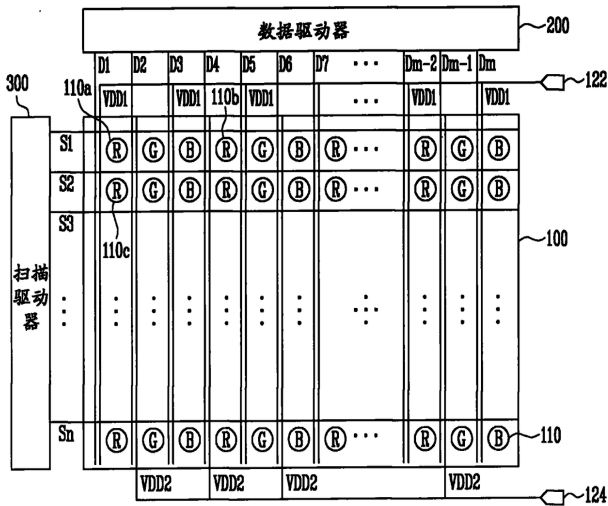 数据驱动器
200
D1 D2 D3 D4 D5 D6 D7 ··· Dm-2 Dm-1 Dm
122
300
110a VDD1 VDD1 110b VDD1 ··· VDD1 VDD1
S1 R G B R G B R ··· R G B
S2 R G B R G B R ··· R G B
S3
110c
100
扫描驱动器
Sn R G B R G B R ··· R G B
110
VDD2 VDD2 VDD2 VDD2
124